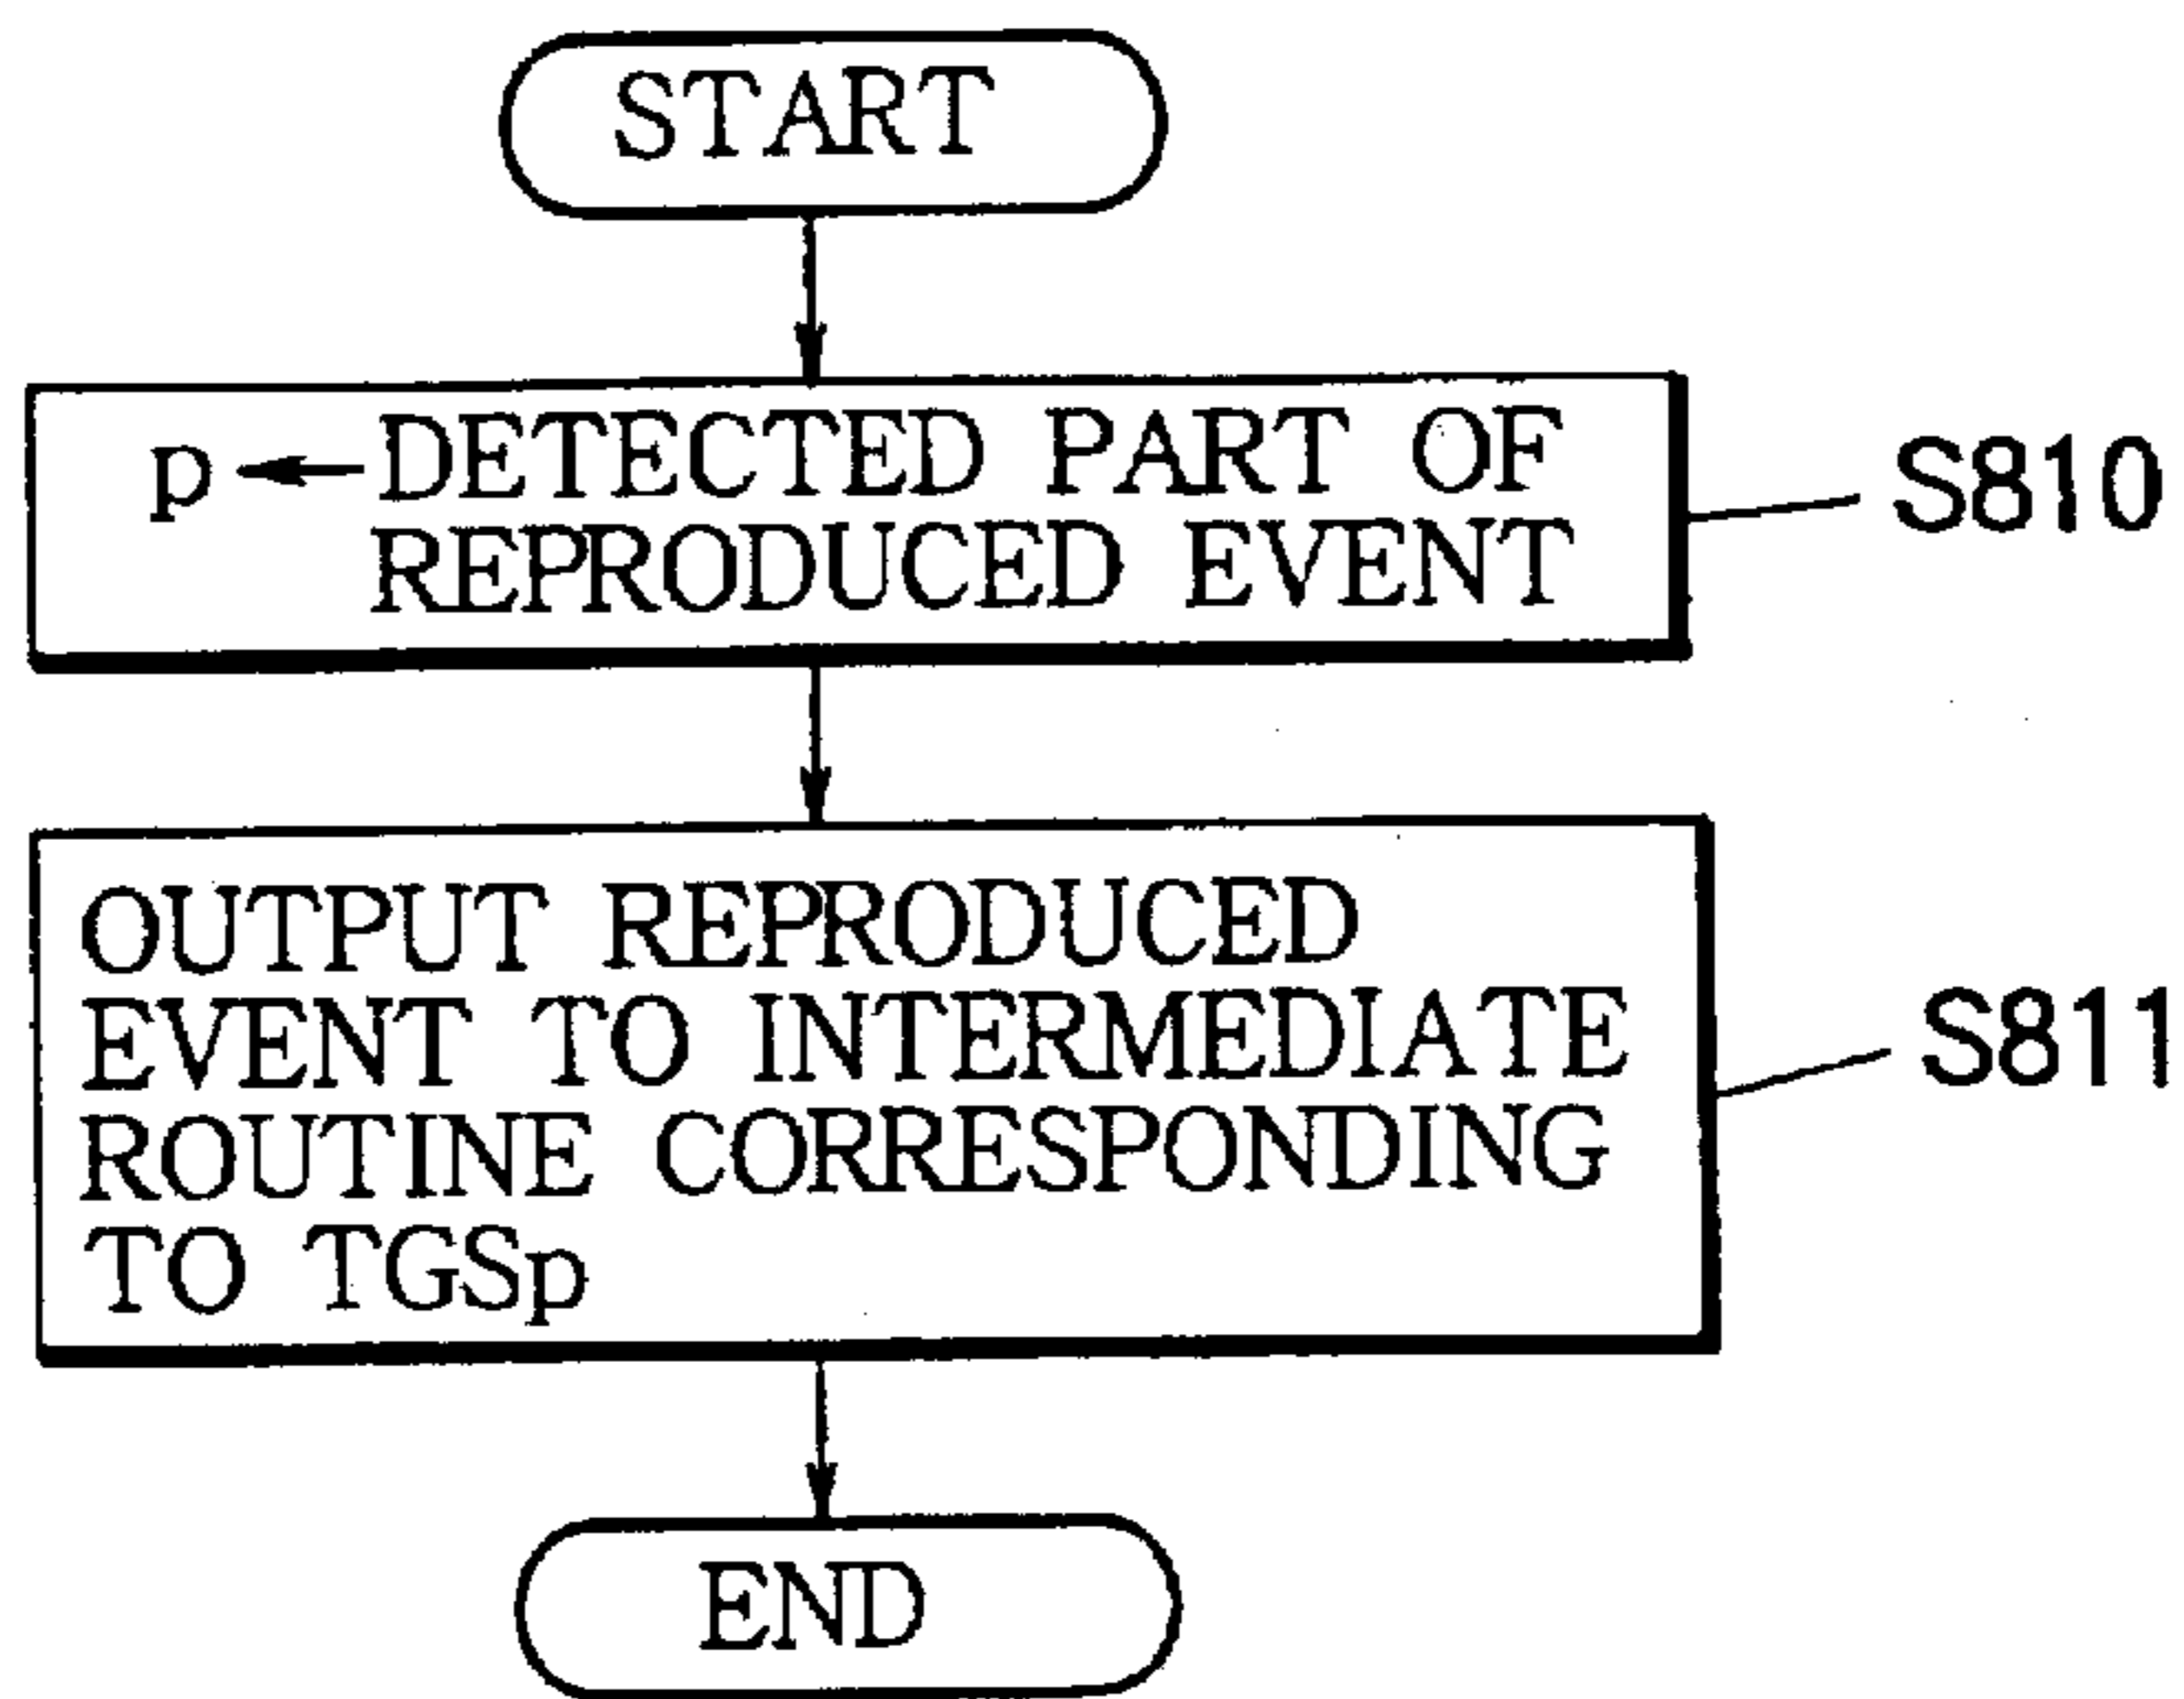 START
p ← DETECTED PART OF
REPRODUCED EVENT
S810
OUTPUT REPRODUCED
EVENT TO INTERMEDIATE
ROUTINE CORRESPONDING
TO TGSp
S811
END